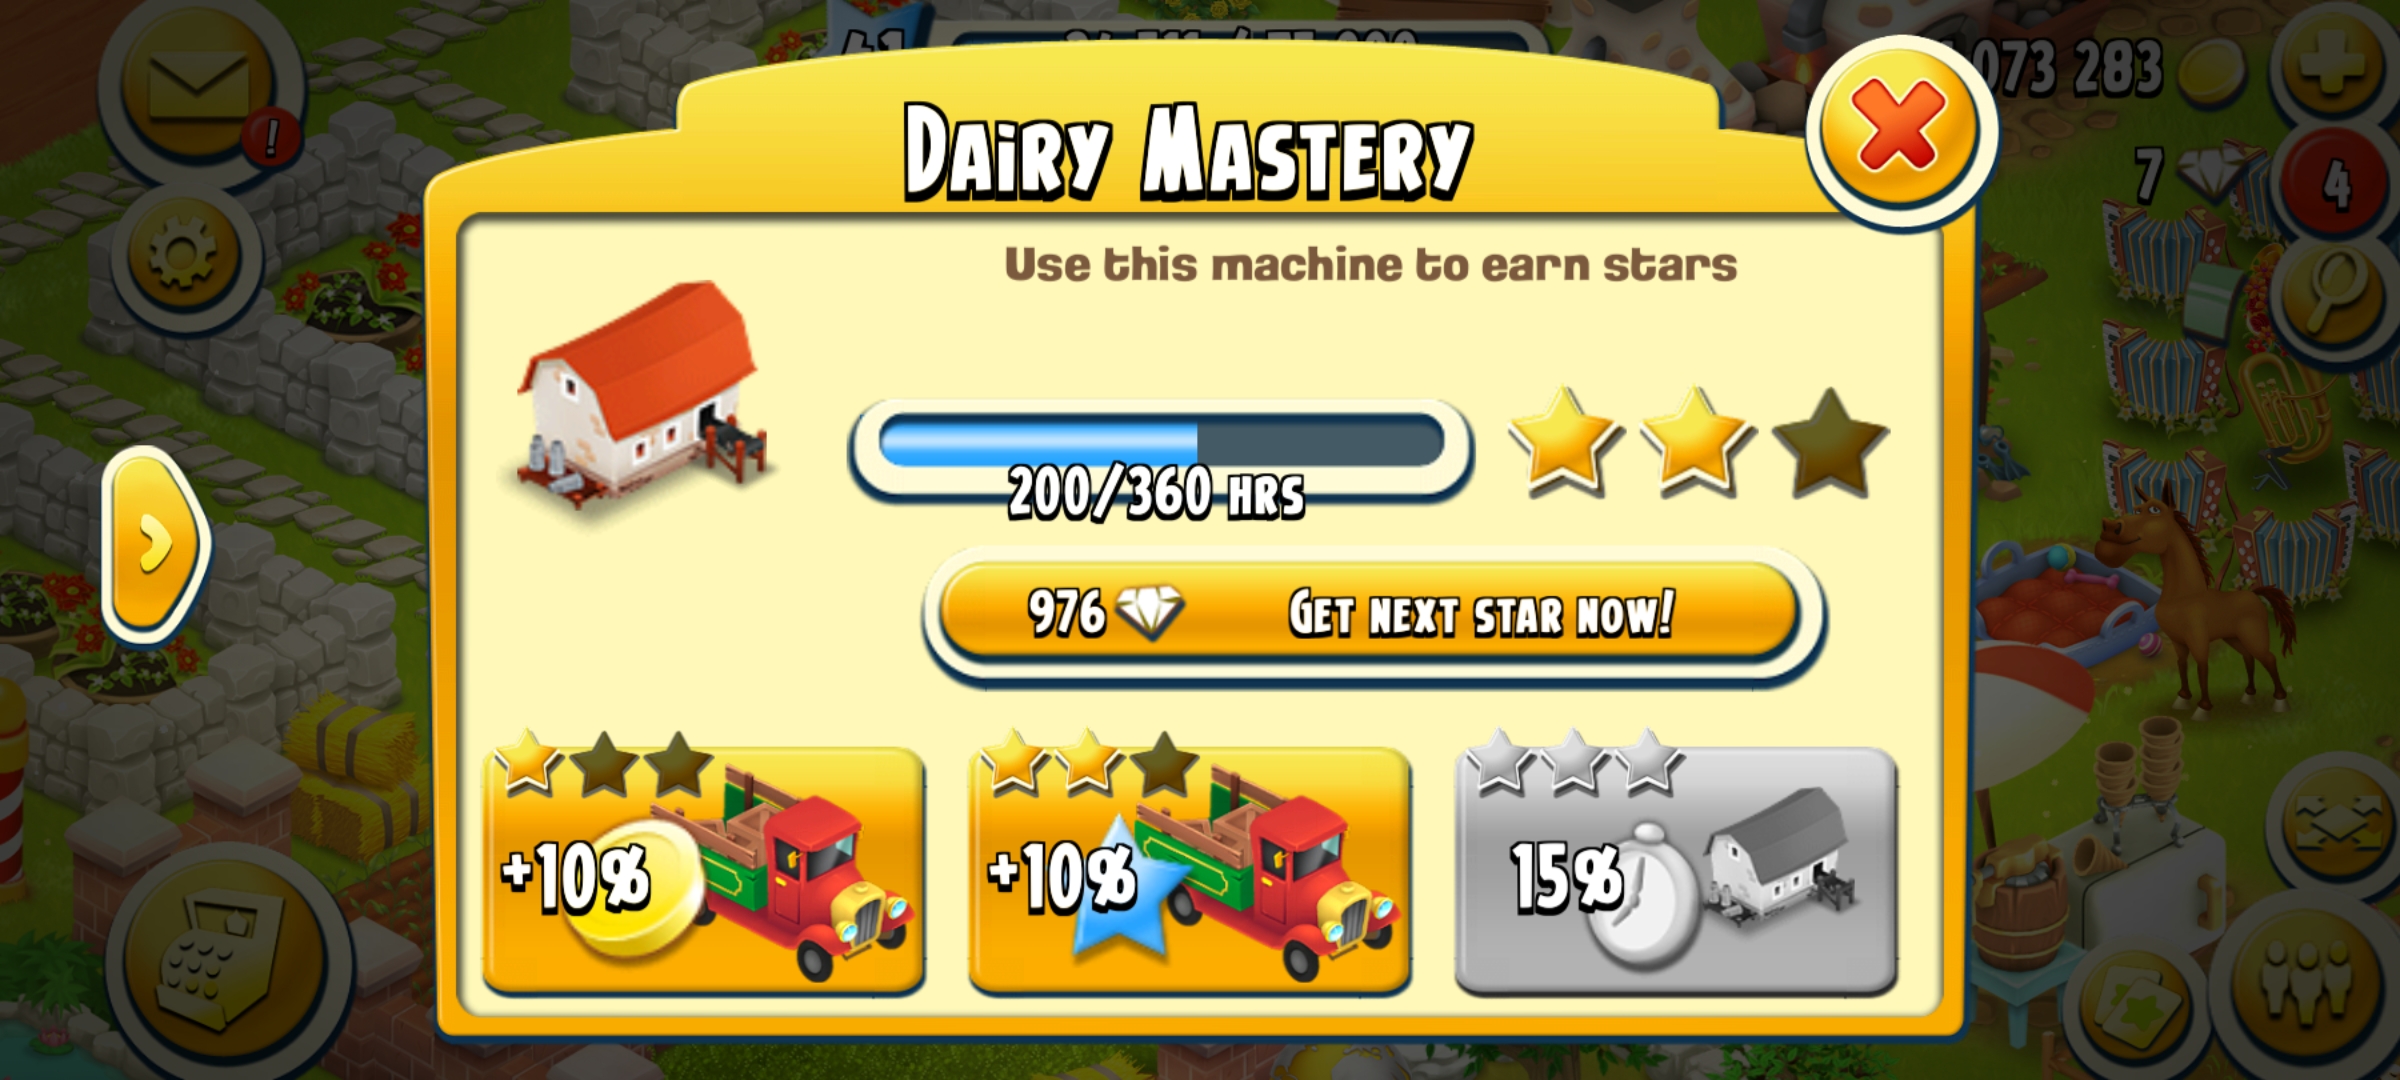 073 283
Dairy Mastery
!
7
4
Use this machine to earn stars
200/360 hrs
976 Get next star now!
+10%
+10%
15%